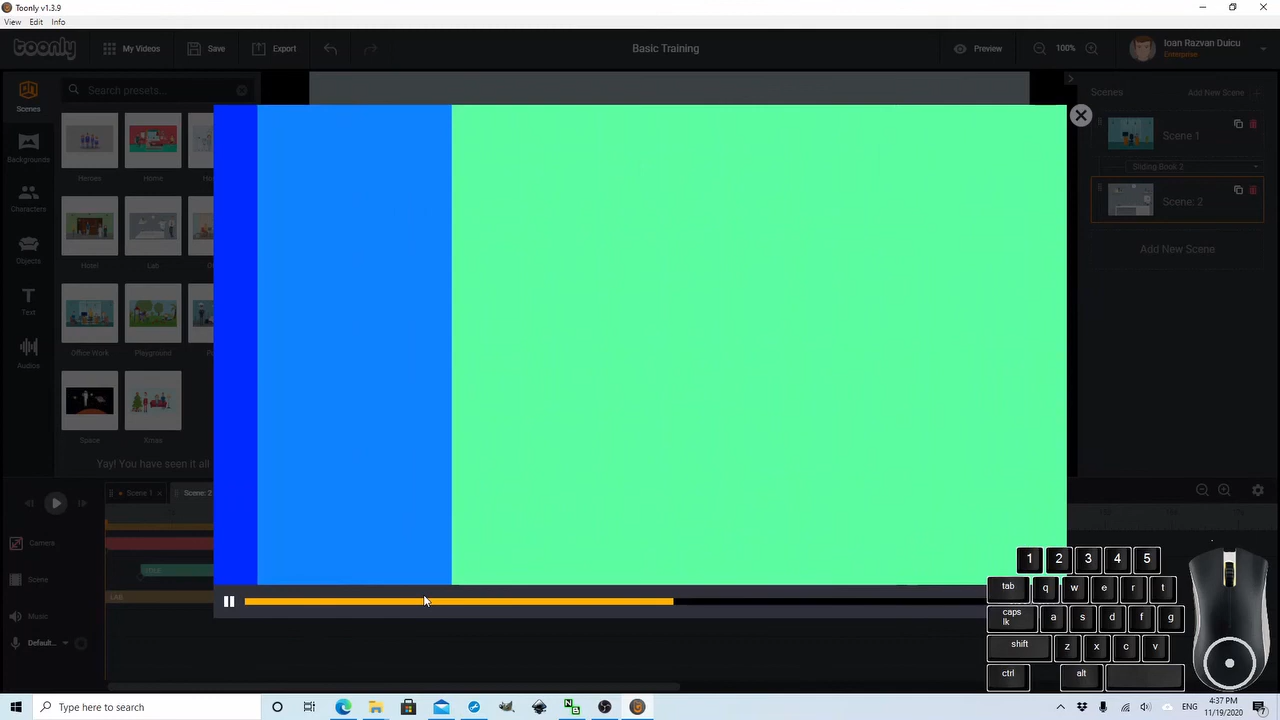 Toonly v1.3.9
View Edit Info
toonly My Videos Save Export Basic Training Preview 100% Ioan Razvan Duicu
Enterprise
Scenes
Backgrounds
Characters
Objects
Text
Audios
Search presets...
Heroes Home
Hotel Lab
Office Work Playground
Space Xmas
Yay! You have seen it all
Scenes Add New Scene
Scene 1
Sliding Book 2
Scene: 2
Add New Scene
Scene 1 Scene: 2
Camera
Scene
LAB
Music
Default..
1 2 3 4 5
tab q w e r t
caps lk a s d f g
shift z x c v
ctrl alt
Type here to search
ENG
4:37 PM
11/19/2020